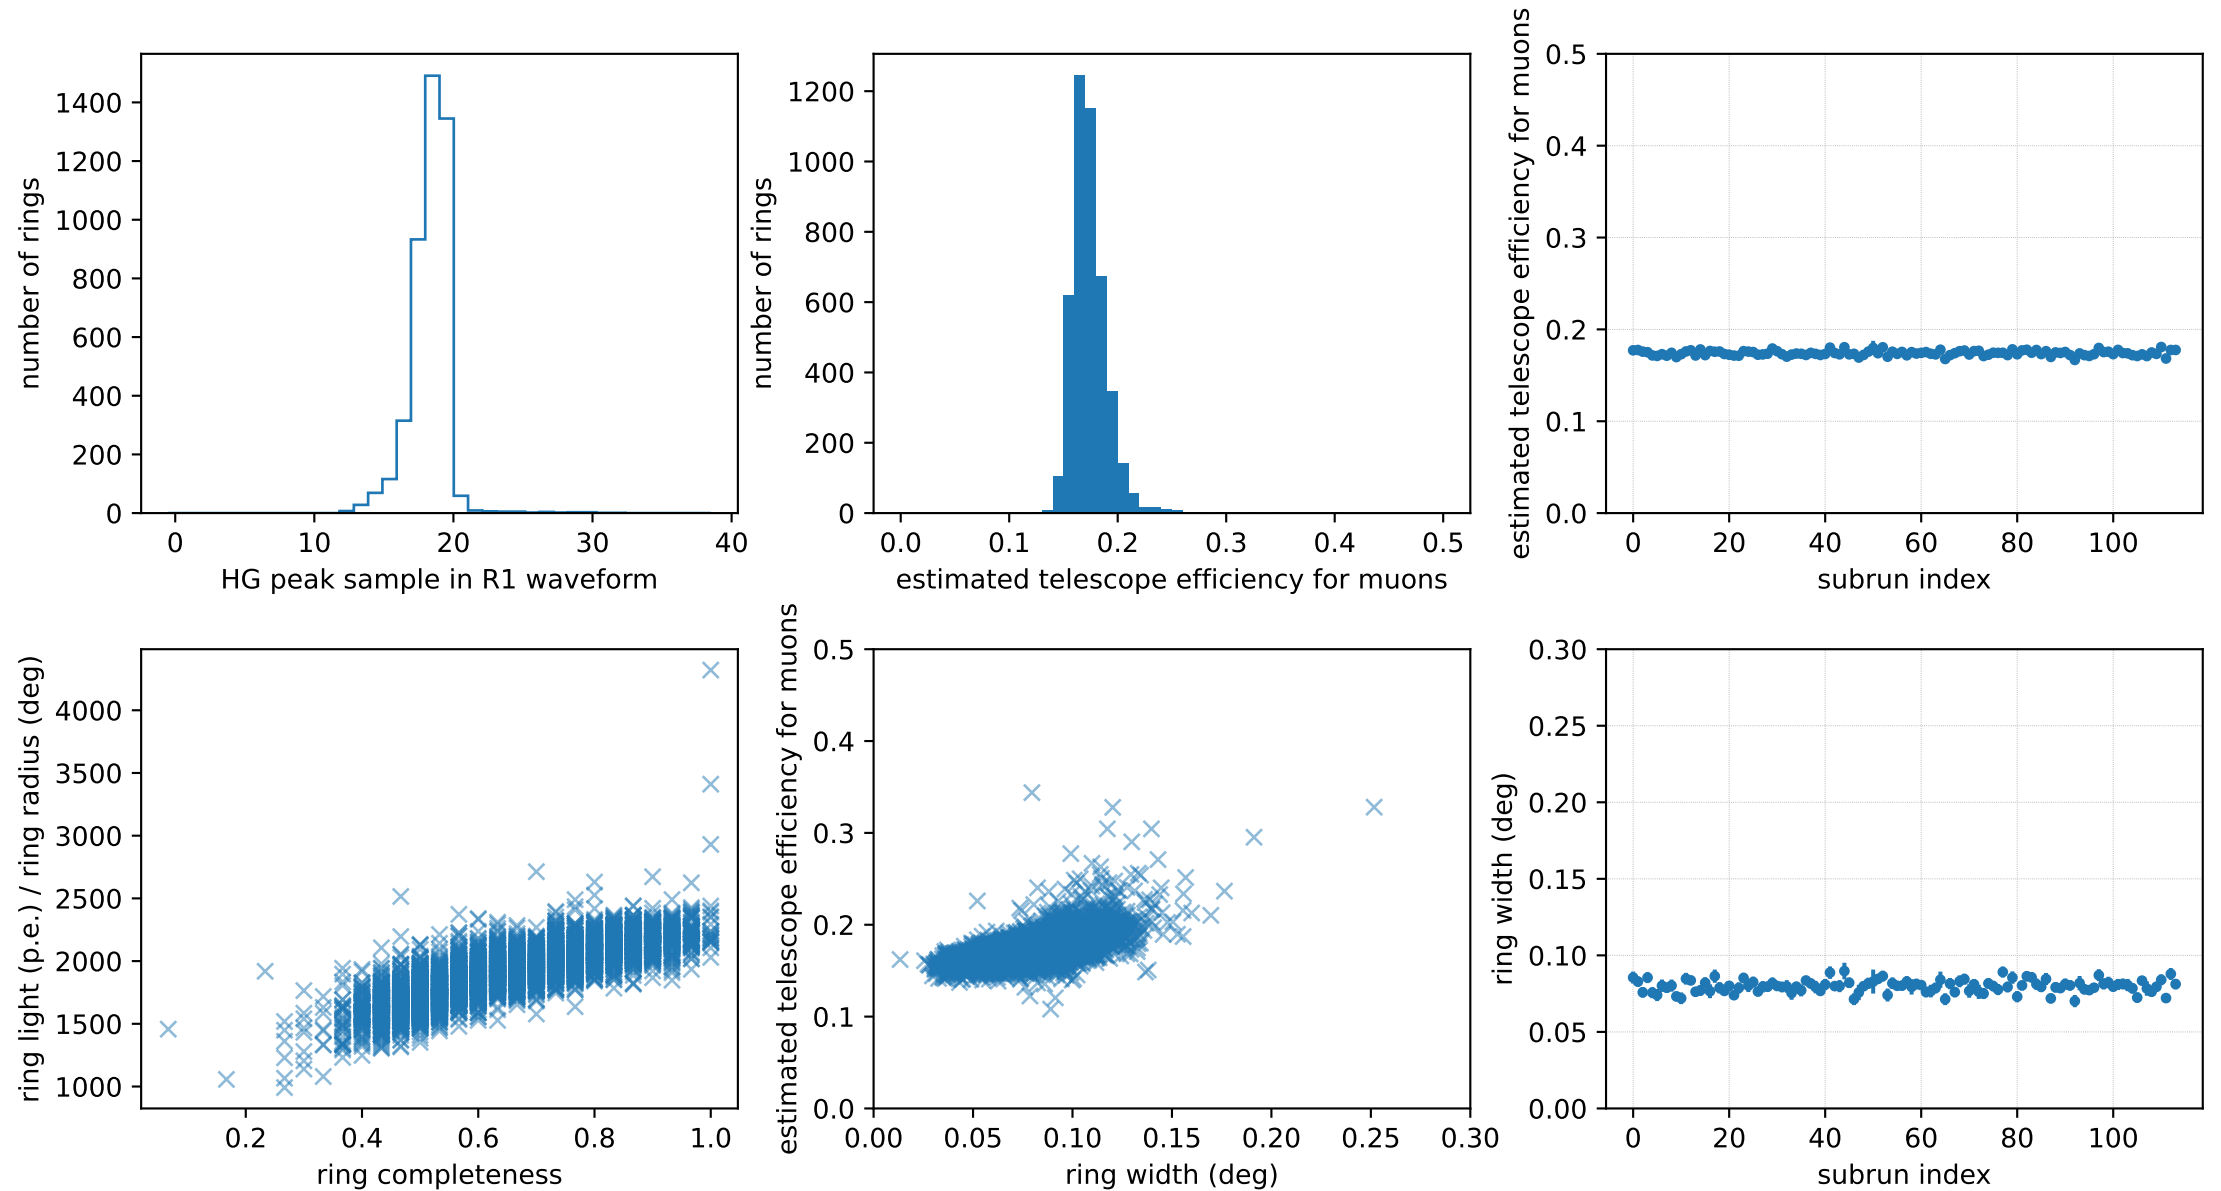 1400
1200
1000
800
600
400
200
0
number of rings
0 10 20 30 40
HG peak sample in R1 waveform
1200
1000
800
600
400
200
0
number of rings
0.0 0.1 0.2 0.3 0.4 0.5
estimated telescope efficiency for muons
0.5
0.4
0.3
0.2
0.1
0.0
estimated telescope efficiency for muons
0 20 40 60 80 100
subrun index
4000
3500
3000
2500
2000
1500
1000
ring light (p.e.) / ring radius (deg)
0.2 0.4 0.6 0.8 1.0
ring completeness
0.5
0.4
0.3
0.2
0.1
0.0
estimated telescope efficiency for muons
0.00 0.05 0.10 0.15 0.20 0.25 0.30
ring width (deg)
0.30
0.25
0.20
0.15
0.10
0.05
0.00
ring width (deg)
0 20 40 60 80 100
subrun index